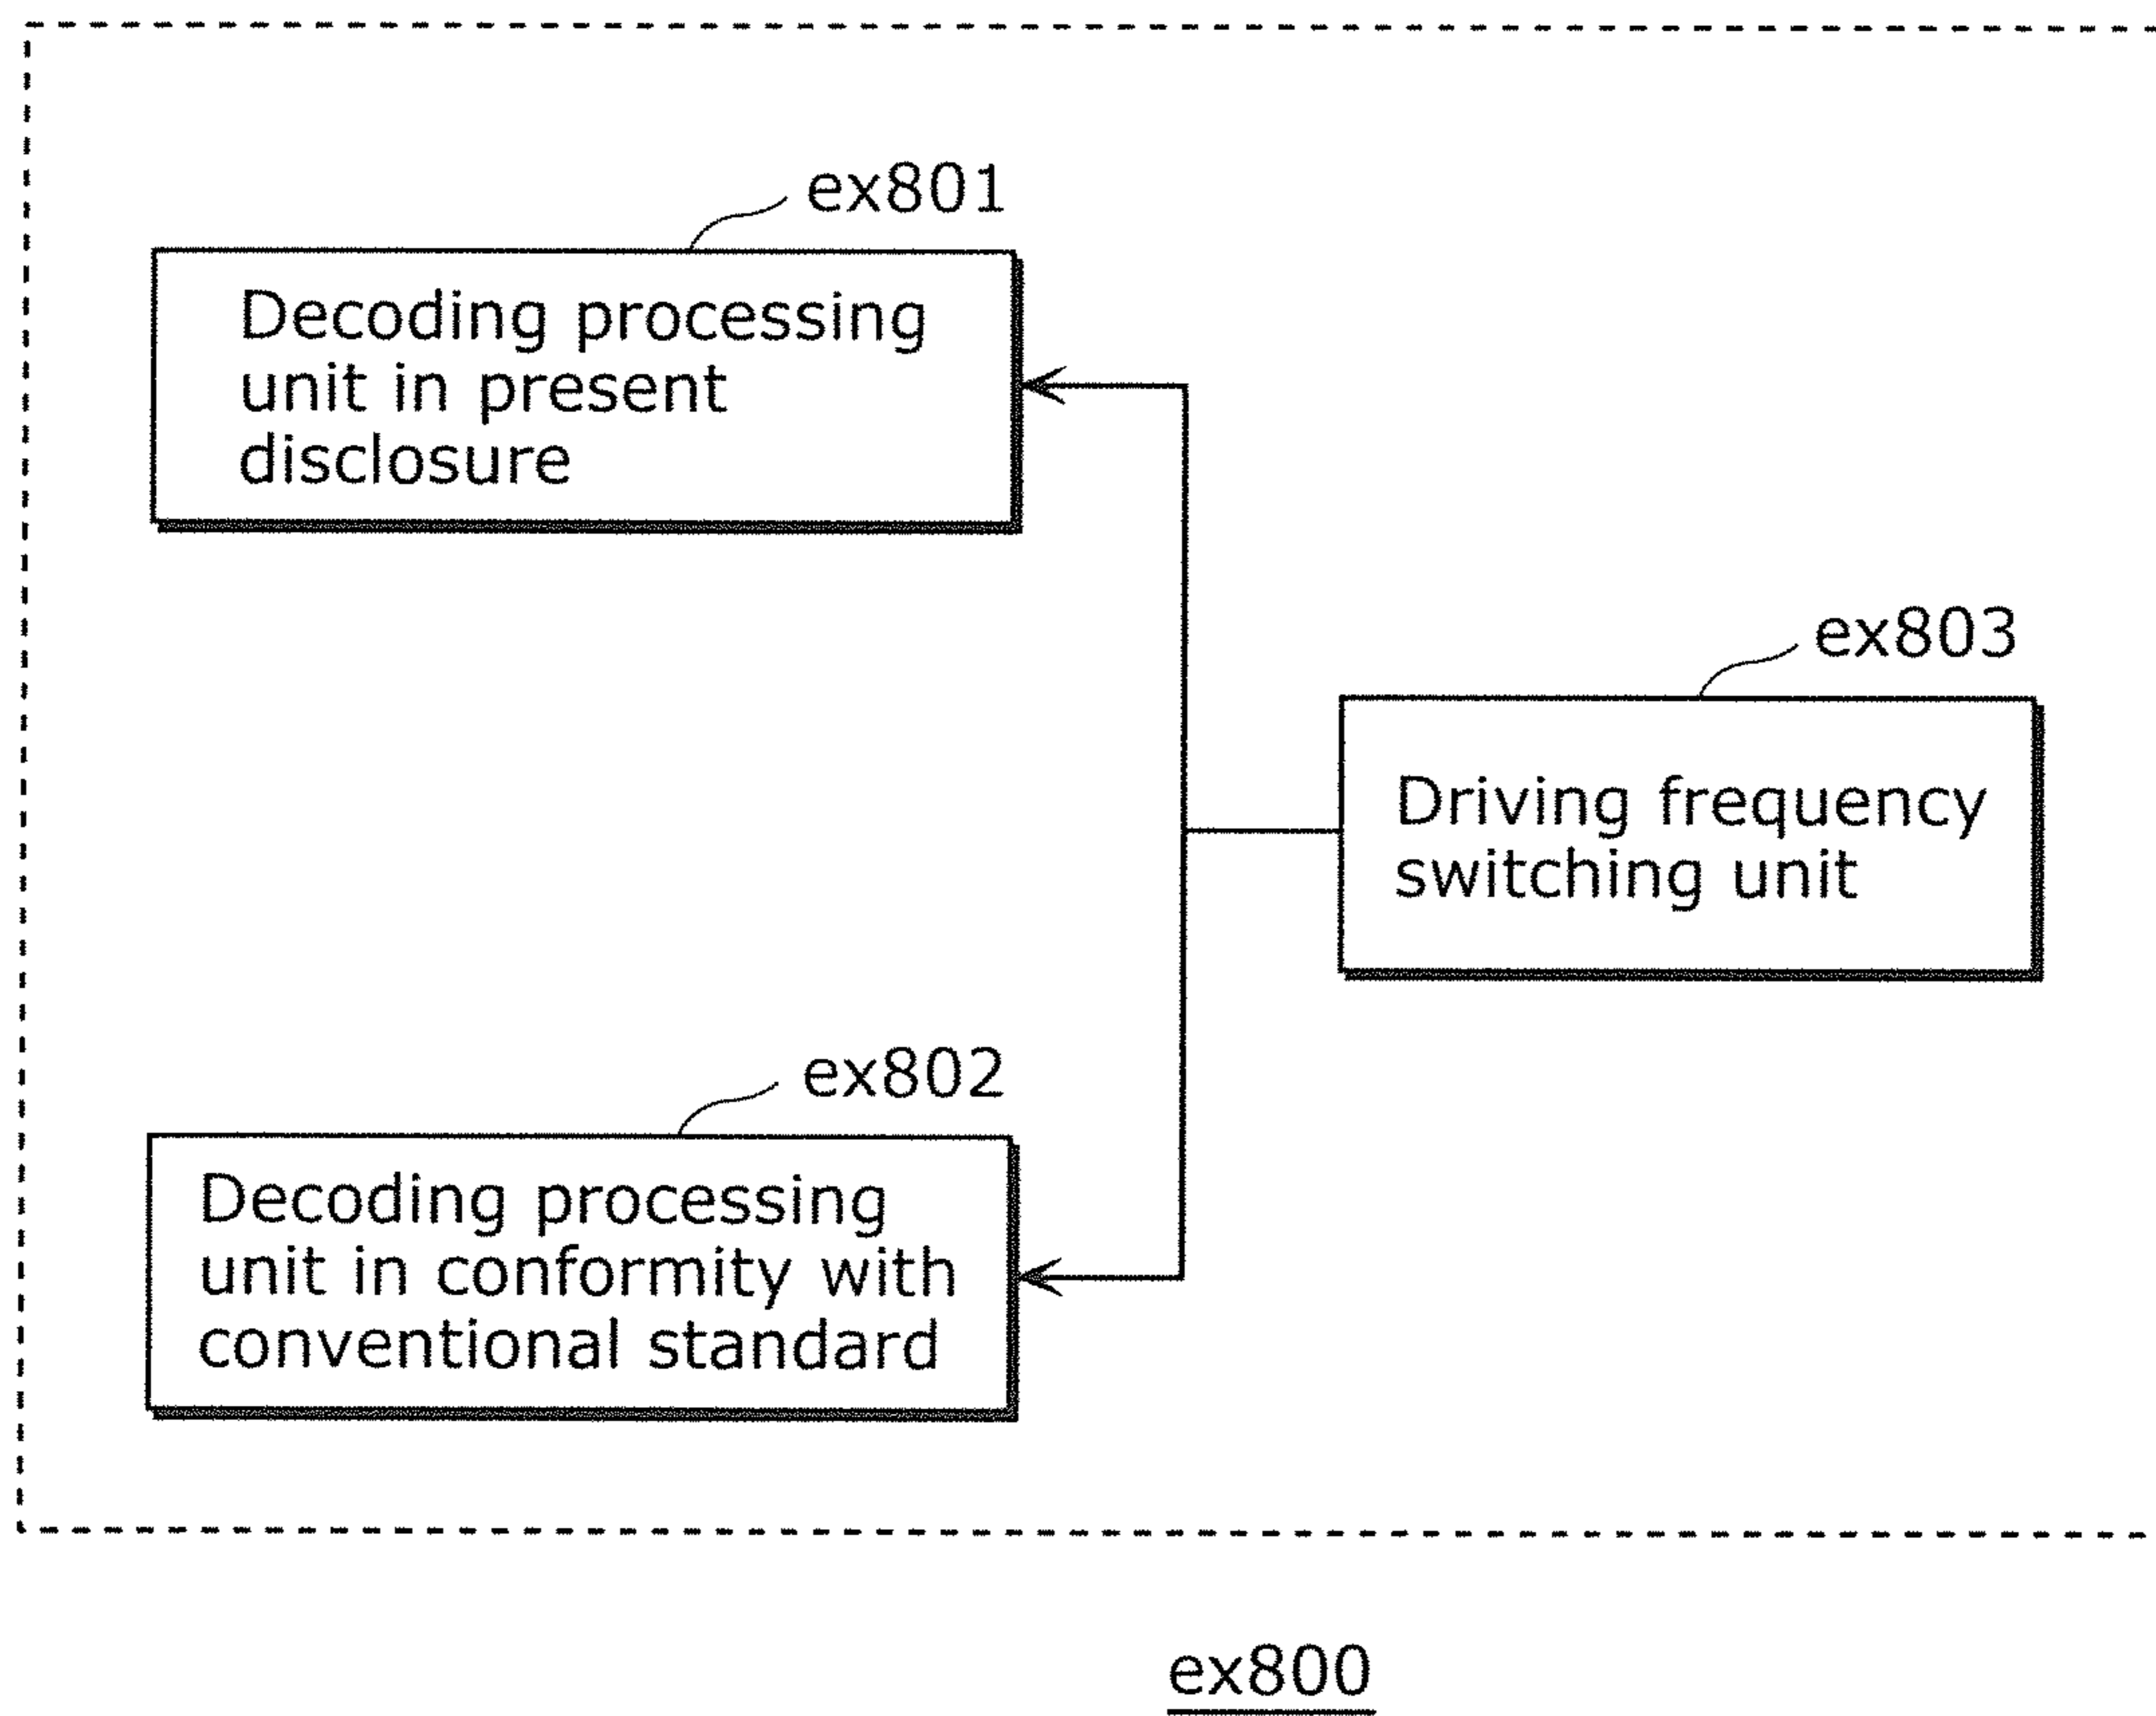 ex801
Decoding processing
unit in present
disclosure
ex803
Driving frequency
switching unit
ex802
Decoding processing
unit in conformity with
conventional standard
ex800